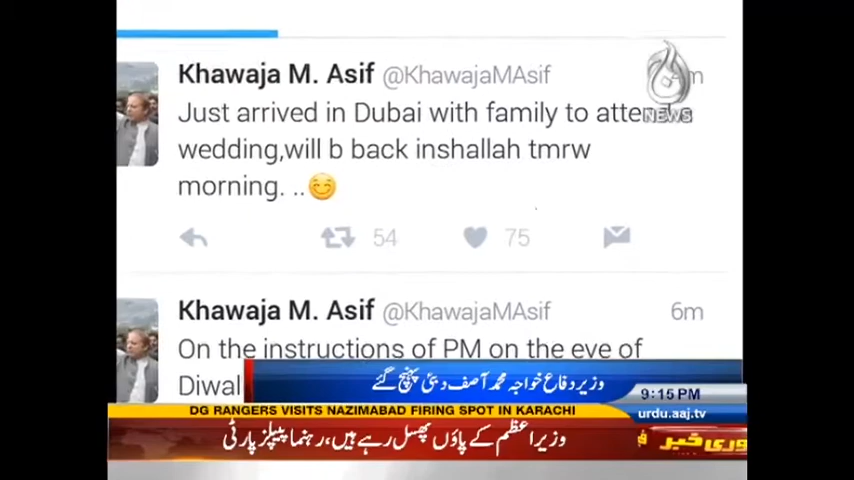 Khawaja M. Asif @KhawajaMAsif
Just arrived in Dubai with family to
wedding,will b back inshallah tmrw
morning. ..😊
NEWS
54 75
Khawaja M. Asif @KhawajaMAsif 6m
On the instructions of PM on the eve of
Diwal
وزیر دفاع خواجہ محمد آصف دبئی پہنچ گئے
9:15 PM
DG RANGERS VISITS NAZIMABAD FIRING SPOT IN KARACHI
urdu.aaj.tv
وزیراعظم کے پاؤں پھسل رہے ہیں، رہنما پیپلز پارٹی